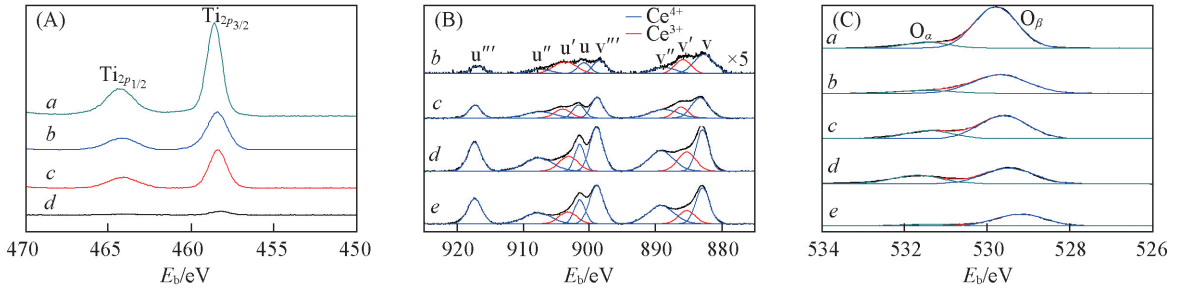 (A)
Ti2p3/2
Ti2p1/2
a
b
c
d
470 465 460 455 450
Eb/eV
(B)
Ce4+
Ce3+
b u''' u'' u' u v''' v'' v' v ×5
c
d
e
920 910 900 890 880
Eb/eV
(C)
Oα Oβ
a
b
c
d
e
534 532 530 528 526
Eb/eV